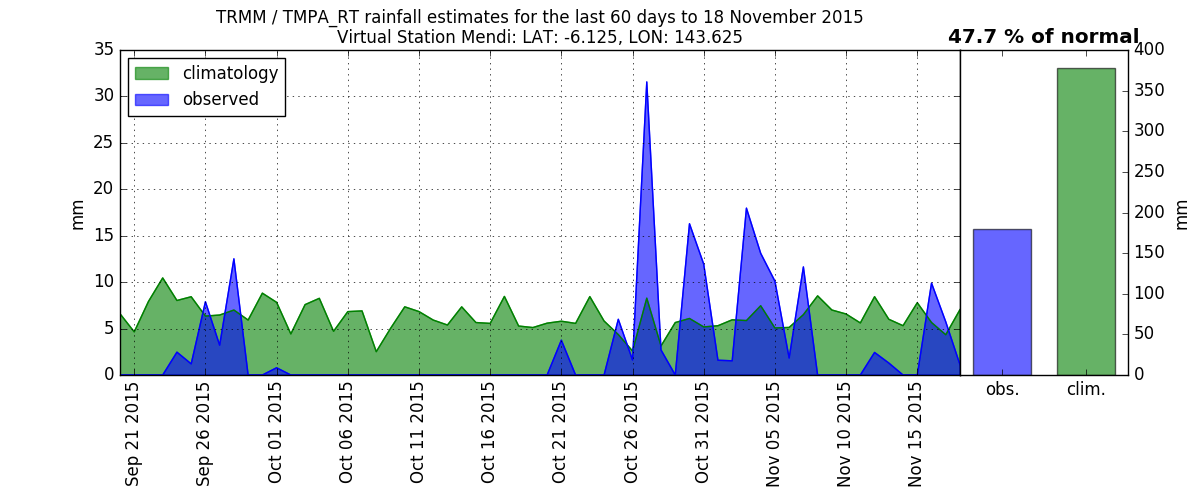 TRMM / TMPA_RT rainfall estimates for the last 60 days to 18 November 2015
Virtual Station Mendi: LAT: -6.125, LON: 143.625
47.7 % of normal
climatology
observed
mm
35
30
25
20
15
10
5
0
Sep 21 2015
Sep 26 2015
Oct 01 2015
Oct 06 2015
Oct 11 2015
Oct 16 2015
Oct 21 2015
Oct 26 2015
Oct 31 2015
Nov 05 2015
Nov 10 2015
Nov 15 2015
400
350
300
250
200
150
100
50
0
mm
obs.
clim.